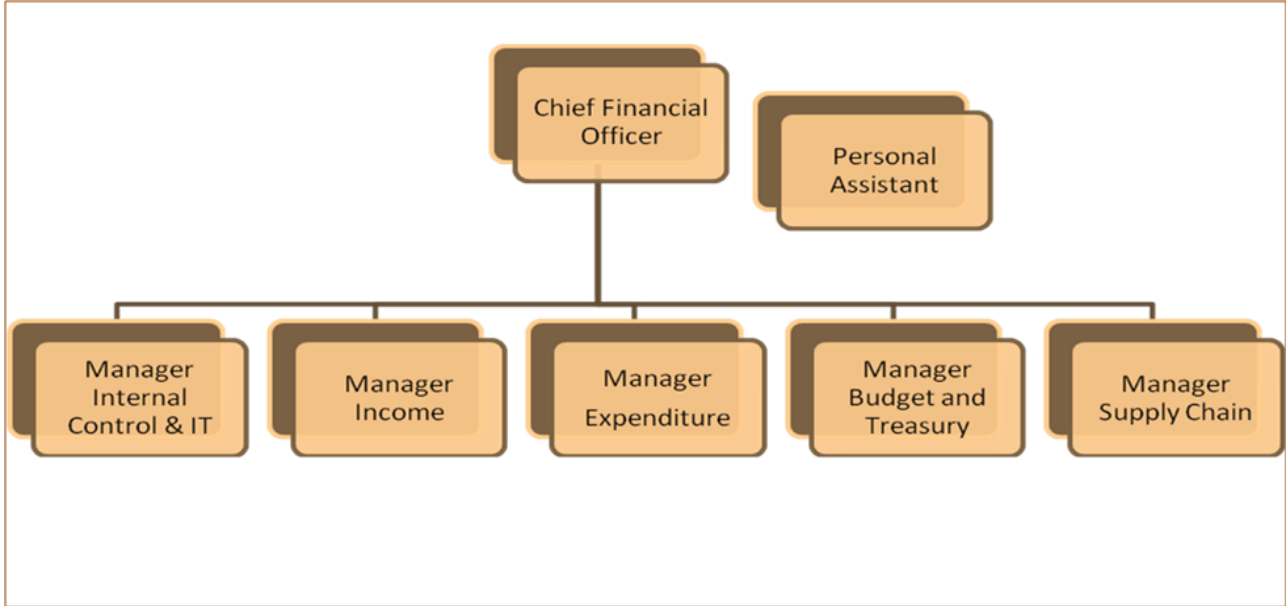 Chief Financial
Officer
Personal
Assistant
Manager
Internal
Control & IT
Manager
Income
Manager
Expenditure
Manager
Budget and
Treasury
Manager
Supply Chain